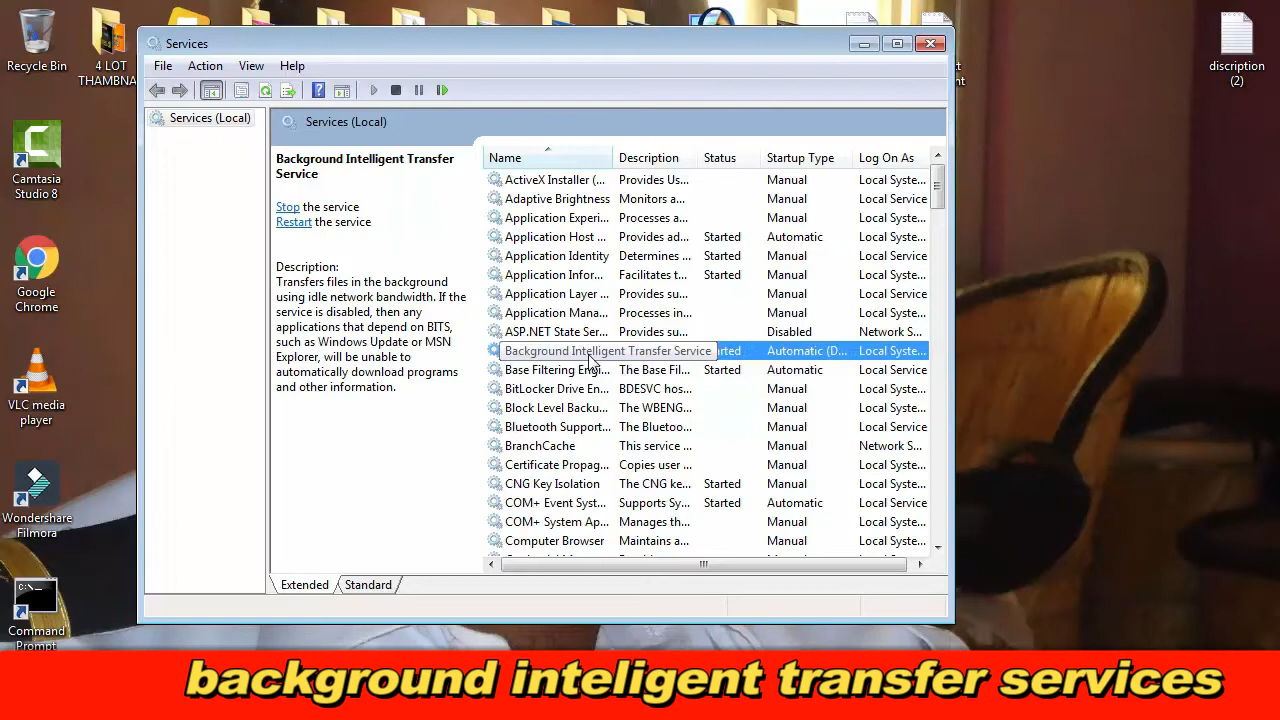 Recycle Bin
4 LOT
THAMBNA
discription
(2)
Camtasia
Studio 8
Google
Chrome
VLC media
player
Wondershare
Filmora
Command
Prompt
Services
File Action View Help
Services (Local)
Services (Local)
Background Intelligent Transfer
Service
Stop the service
Restart the service
Description:
Transfers files in the background
using idle network bandwidth. If the
service is disabled, then any
applications that depend on BITS,
such as Windows Update or MSN
Explorer, will be unable to
automatically download programs
and other information.
Name Description Status Startup Type Log On As
ActiveX Installer (... Provides Us... Manual Local Syste...
Adaptive Brightness Monitors a... Manual Local Service
Application Experi... Processes a... Manual Local Syste...
Application Host ... Provides ad... Started Automatic Local Syste...
Application Identity Determines ... Started Manual Local Service
Application Infor... Facilitates t... Started Manual Local Syste...
Application Layer ... Provides su... Manual Local Service
Application Mana... Processes in... Manual Local Syste...
ASP.NET State Ser... Provides su... Disabled Network S...
Background Intelligent Transfer Service arted Automatic (D... Local Syste...
Base Filtering Engi... The Base Fil... Started Automatic Local Service
BitLocker Drive En... BDESVC hos... Manual Local Syste...
Block Level Backu... The WBENG... Manual Local Syste...
Bluetooth Support... The Bluetoo... Manual Local Service
BranchCache This service ... Manual Network S...
Certificate Propag... Copies user ... Manual Local Syste...
CNG Key Isolation The CNG ke... Started Manual Local Syste...
COM+ Event Syst... Supports Sy... Started Automatic Local Service
COM+ System Ap... Manages th... Manual Local Syste...
Computer Browser Maintains a... Manual Local Syste...
Extended Standard
background inteligent transfer services